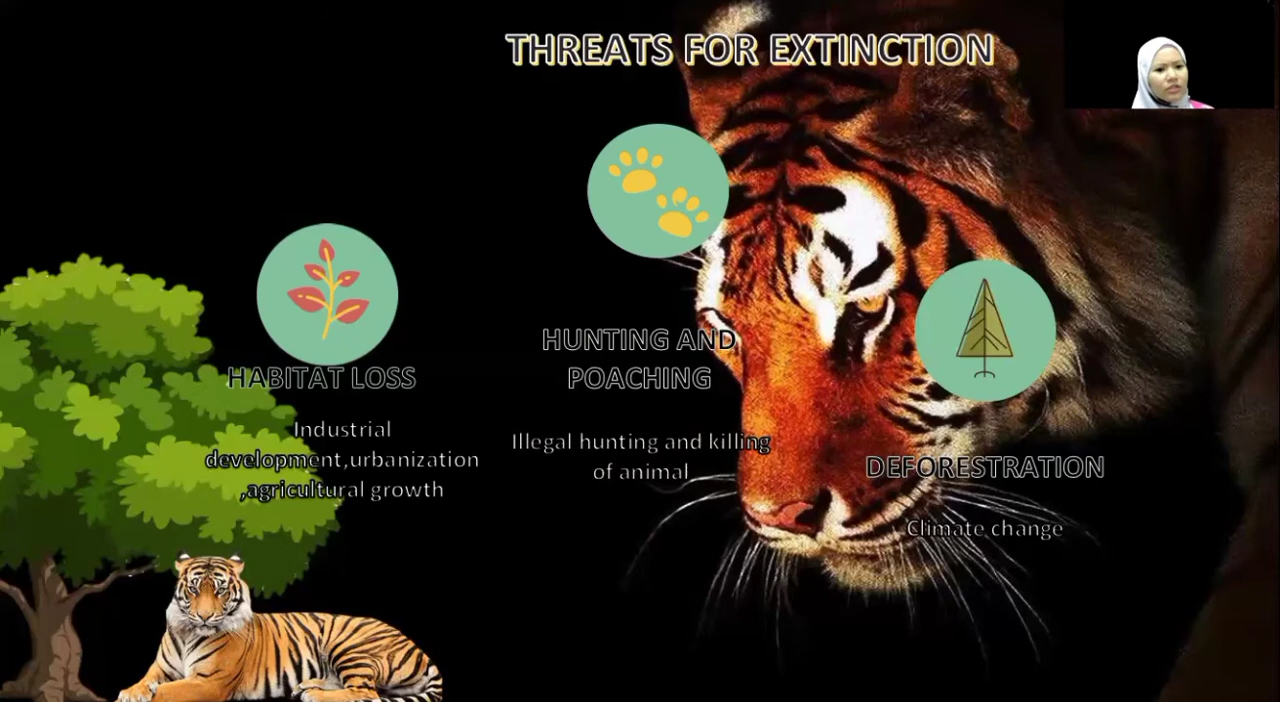 THREATS FOR EXTINCTION
HABITAT LOSS
Industrial
development,urbanization
,agricultural growth
HUNTING AND
POACHING
Illegal hunting and killing
of animal
DEFORESTRATION
Climate change